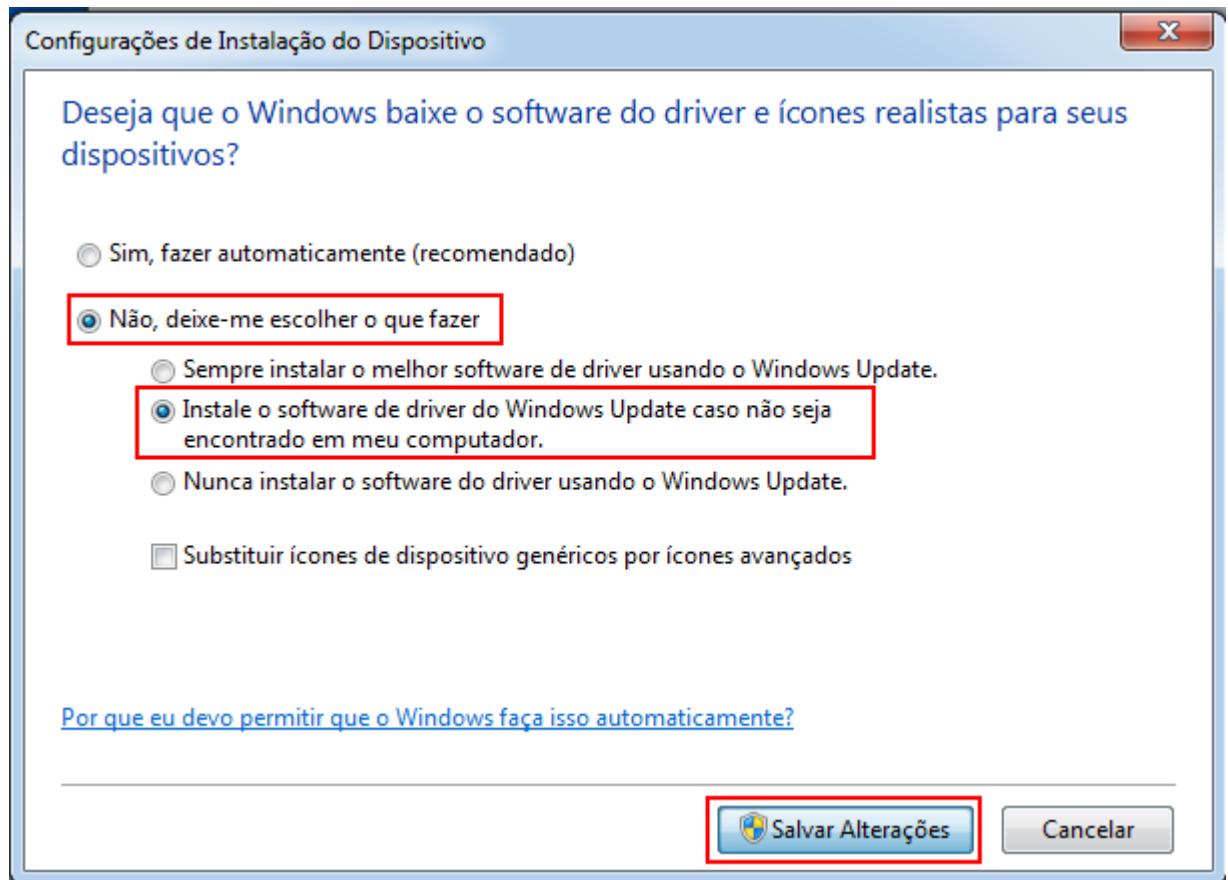 Configurações de Instalação do Dispositivo
Deseja que o Windows baixe o software do driver e ícones realistas para seus
dispositivos?
Sim, fazer automaticamente (recomendado)
Não, deixe-me escolher o que fazer
Sempre instalar o melhor software de driver usando o Windows Update.
Instale o software de driver do Windows Update caso não seja
encontrado em meu computador.
Nunca instalar o software do driver usando o Windows Update.
Substituir ícones de dispositivo genéricos por ícones avançados
Por que eu devo permitir que o Windows faça isso automaticamente?
Salvar Alterações Cancelar